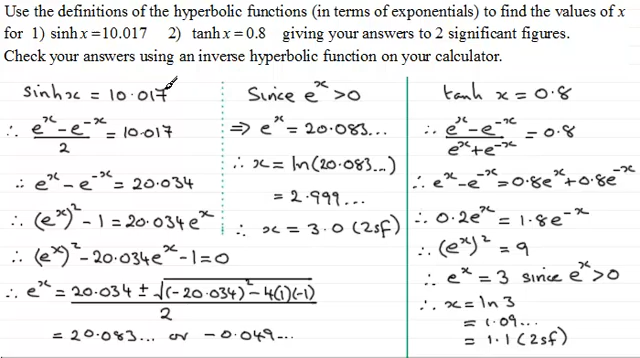 Use the definitions of the hyperbolic functions (in terms of exponentials) to find the values of x
for 1) sinh x = 10.017 2) tanh x = 0.8 giving your answers to 2 significant figures.
Check your answers using an inverse hyperbolic function on your calculator.
sinh x = 10.017
∴ (e^x - e^-x)/2 = 10.017
∴ e^x - e^-x = 20.034
∴ (e^x)^2 - 1 = 20.034e^x
∴ (e^x)^2 - 20.034e^x - 1 = 0
∴ e^x = (20.034 ± √((-20.034)^2 - 4(1)(-1)))/2
= 20.083... or -0.049...
Since e^x > 0
⇒ e^x = 20.083...
∴ x = ln(20.083...)
= 2.999...
∴ x = 3.0 (2sf)
tanh x = 0.8
∴ (e^x - e^-x)/(e^x + e^-x) = 0.8
∴ e^x - e^-x = 0.8e^x + 0.8e^-x
∴ 0.2e^x = 1.8e^-x
∴ (e^x)^2 = 9
∴ e^x = 3 since e^x > 0
∴ x = ln 3
= 1.09...
= 1.1 (2sf)